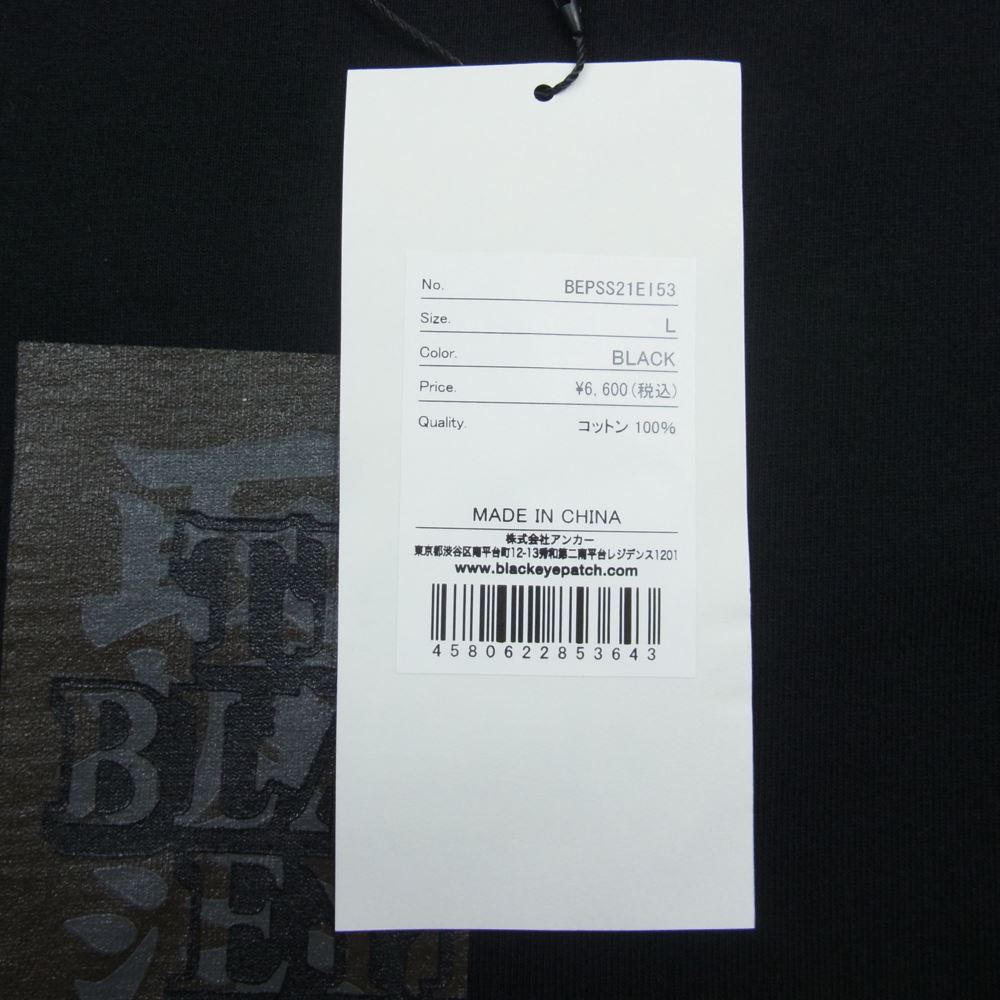 No. BEPSS21EI53
Size. L
Color. BLACK
Price. ¥6,600(税込)
Quality. コットン 100%
MADE IN CHINA
株式会社アンカー
東京都渋谷区南平台町12-13秀和第二南平台レジデンス1201
www.blackeyepatch.com
4580622853643
BLA
EY